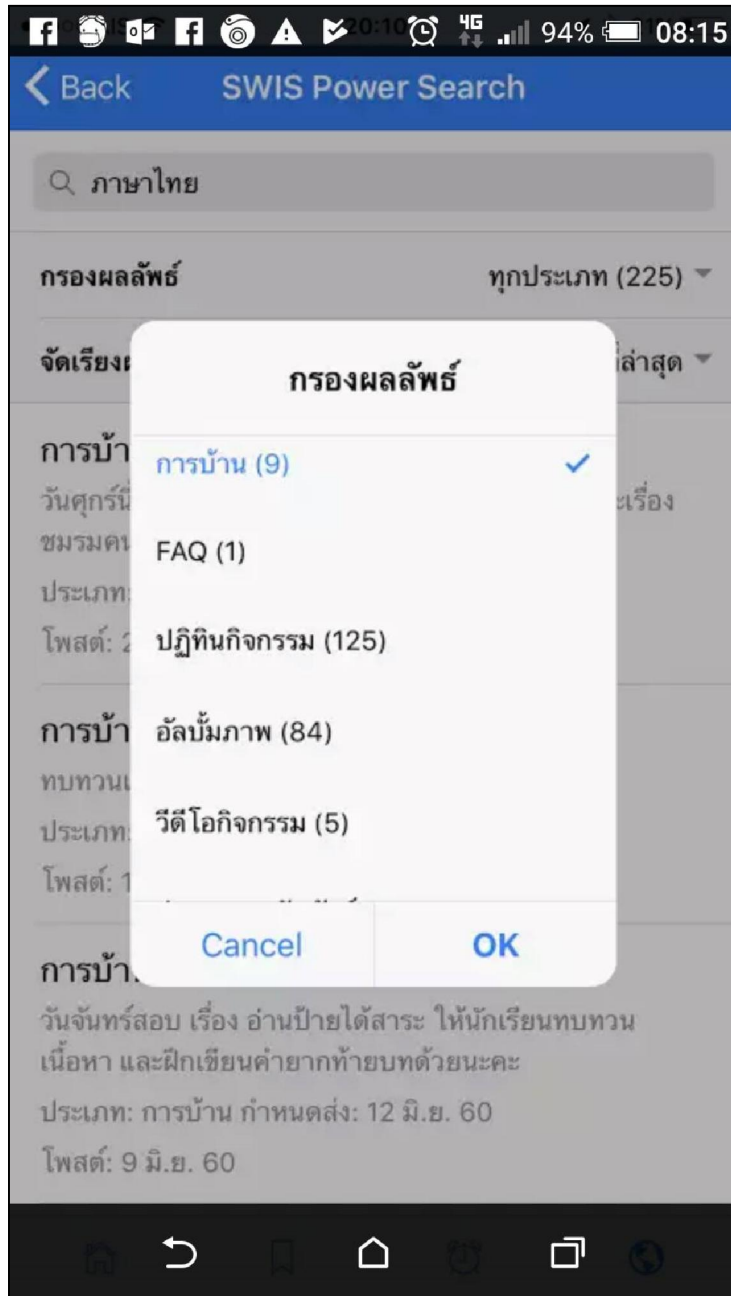 20:10 4G 94% 08:15
Back SWIS Power Search
ภาษาไทย
กรองผลลัพธ์ ทุกประเภท (225)
จัดเรียง ล่าสุด
กรองผลลัพธ์
การบ้าน (9)
FAQ (1)
ปฏิทินกิจกรรม (125)
อัลบั้มภาพ (84)
วีดีโอกิจกรรม (5)
Cancel OK
การบ้า
วันศุกร์นี้ ะเรื่อง
ชมรมคน
ประเภท:
โพสต์: 2
การบ้า
ทบทวนเ
ประเภท:
โพสต์: 1
การบ้า
วันจันทร์สอบ เรื่อง อ่านป้ายได้สาระ ให้นักเรียนทบทวน
เนื้อหา และฝึกเขียนคำยากท้ายบทด้วยนะคะ
ประเภท: การบ้าน กำหนดส่ง: 12 มิ.ย. 60
โพสต์: 9 มิ.ย. 60